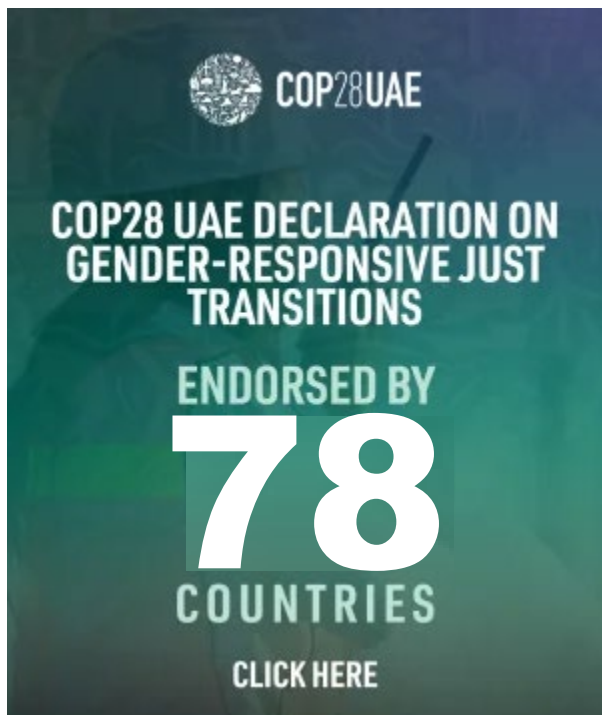 COP28UAE
COP28 UAE DECLARATION ON
GENDER-RESPONSIVE JUST
TRANSITIONS
ENDORSED BY
78
COUNTRIES
CLICK HERE